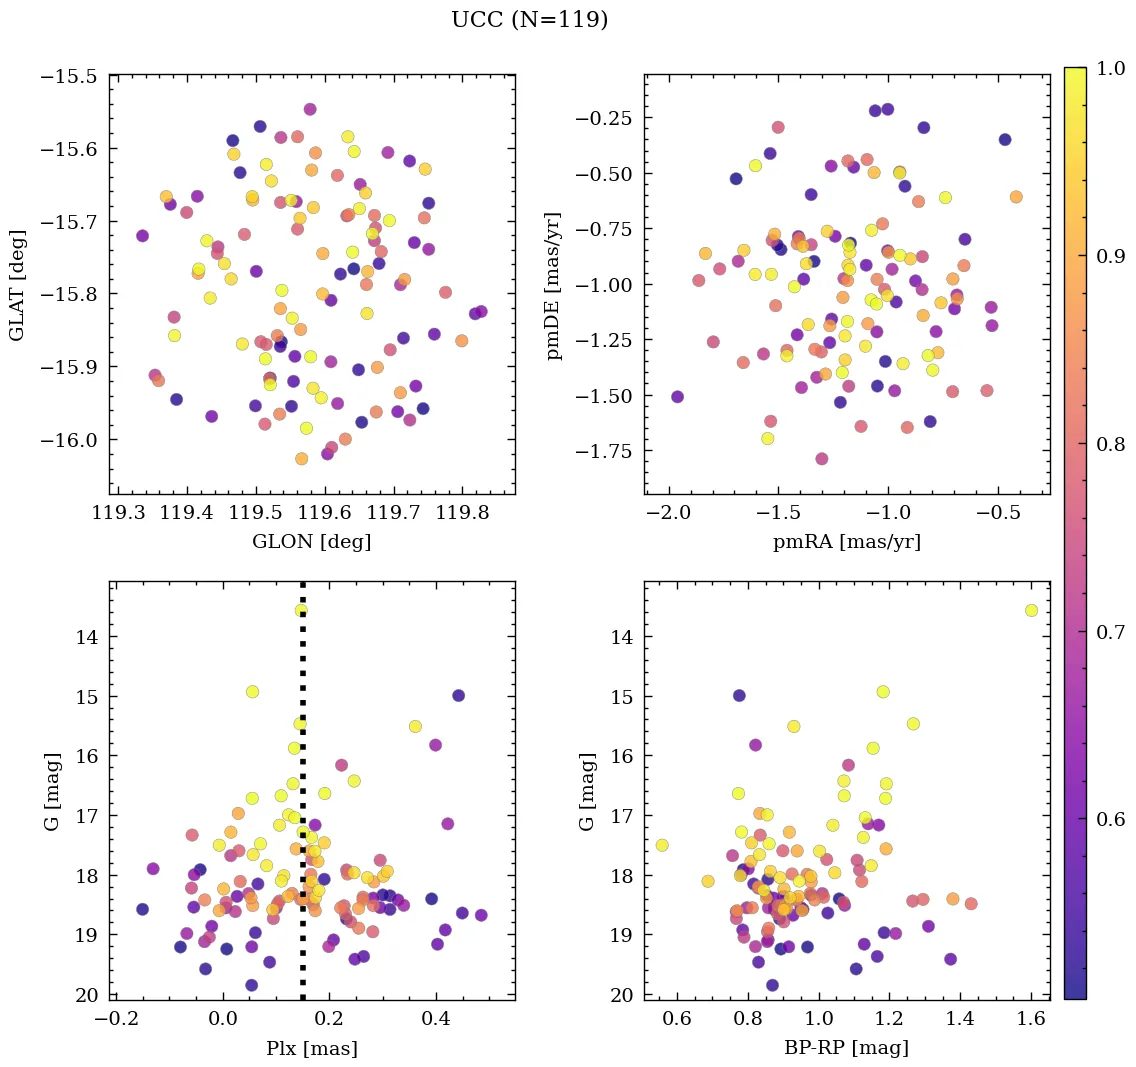 UCC (N=119)
−15.5
−15.6
−15.7
−15.8
−15.9
−16.0
GLAT [deg]
119.3 119.4 119.5 119.6 119.7 119.8
GLON [deg]
−0.25
−0.50
−0.75
−1.00
−1.25
−1.50
−1.75
pmDE [mas/yr]
−2.0 −1.5 −1.0 −0.5
pmRA [mas/yr]
14
15
16
17
18
19
20
G [mag]
−0.2 0.0 0.2 0.4
Plx [mas]
14
15
16
17
18
19
20
G [mag]
0.6 0.8 1.0 1.2 1.4 1.6
BP-RP [mag]
1.0
0.9
0.8
0.7
0.6